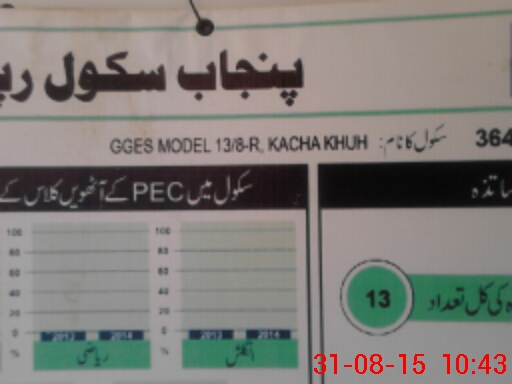 پنجاب سکول رپ
364 سکول کا نام: GGES MODEL 13/8-R, KACHA KHUH
سکول میں PEC کے آٹھویں کلاس کے
100 100
80 80
60 60
40 40
20 20
0 0
2013 2014 2013 2014
% ریاضی % انگلش
ساتذہ
ہ کی کل تعداد 13
31-08-15 10:43